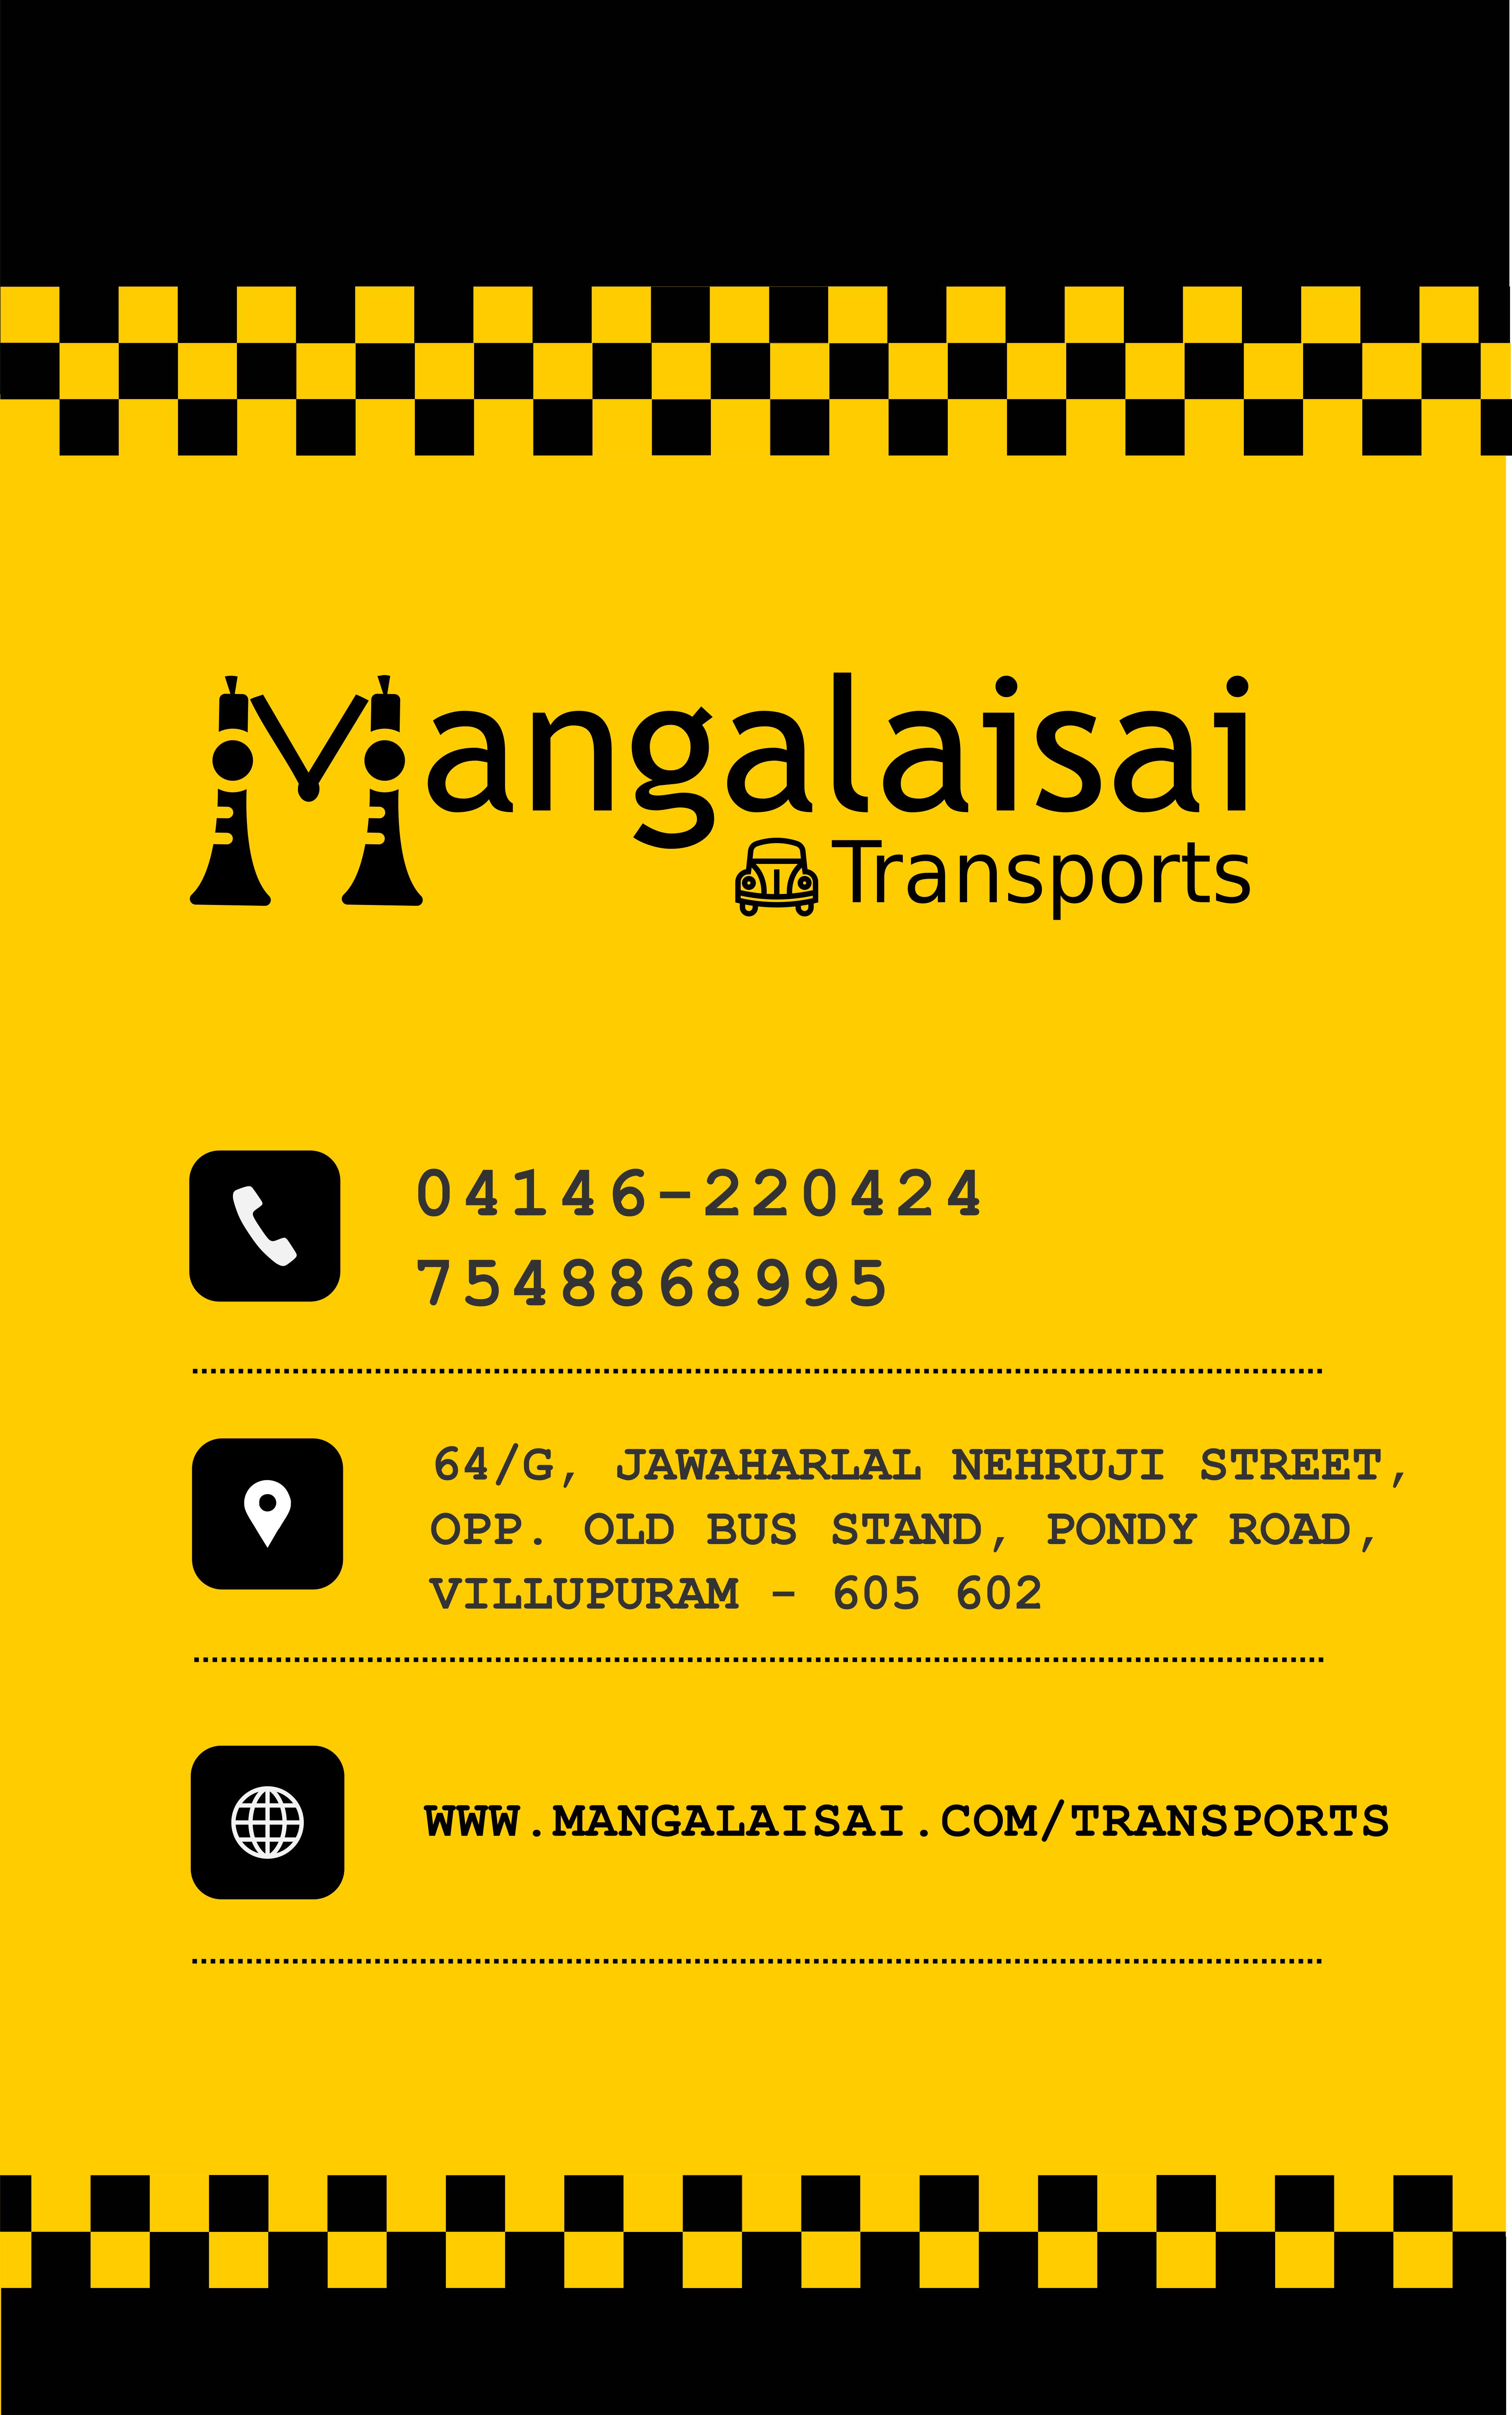 Mangalaisai
Transports
04146-220424
7548868995
64/G, JAWAHARLAL NEHRUJI STREET,
OPP. OLD BUS STAND, PONDY ROAD,
VILLUPURAM - 605 602
WWW.MANGALAISAI.COM/TRANSPORTS